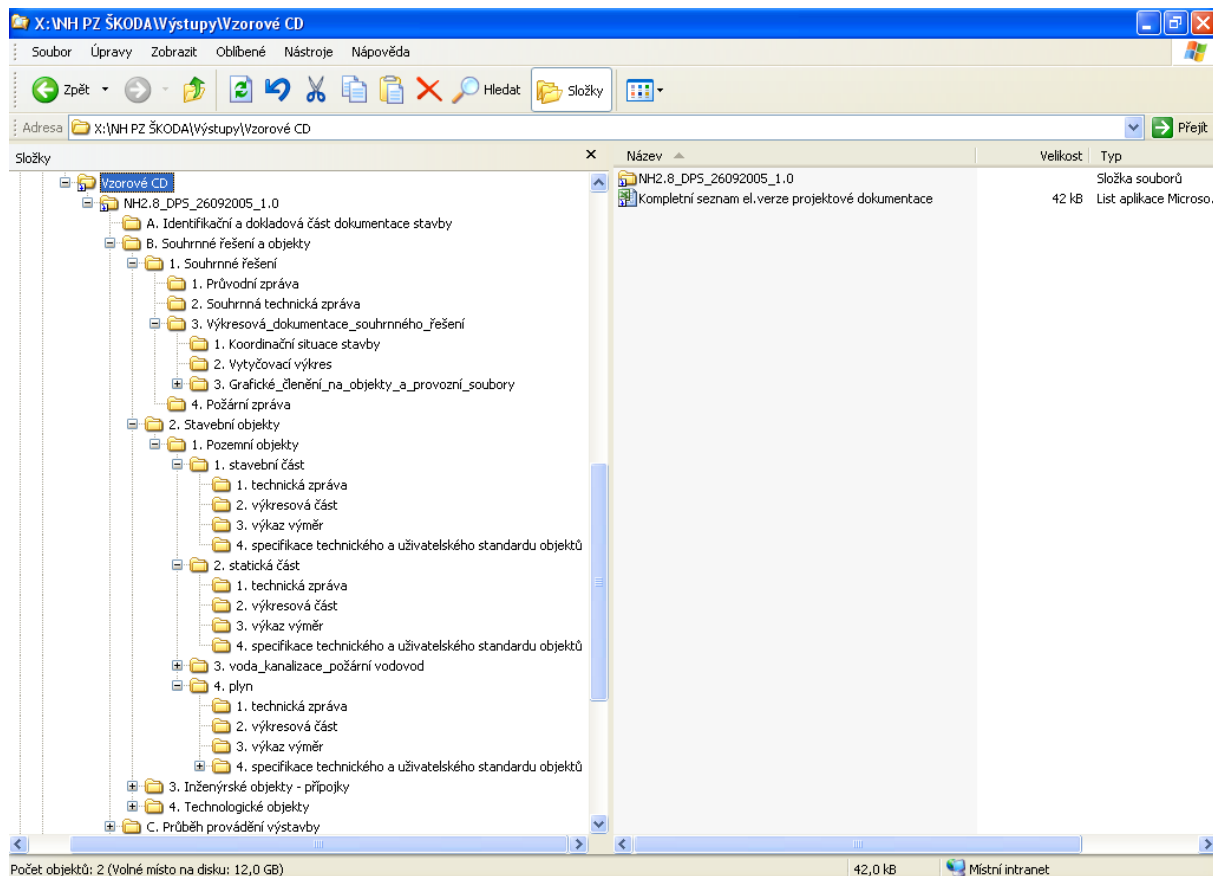 X:\NH PZ ŠKODA\Výstupy\Vzorové CD
Soubor Úpravy Zobrazit Oblíbené Nástroje Nápověda
Zpět Hledat Složky
Adresa X:\NH PZ ŠKODA\Výstupy\Vzorové CD Přejít
Složky × Název Velikost Typ
Vzorové CD
NH2.8_DPS_26092005_1.0
A. Identifikační a dokladová část dokumentace stavby
B. Souhrnné řešení a objekty
1. Souhrnné řešení
1. Průvodní zpráva
2. Souhrnná technická zpráva
3. Výkresová_dokumentace_souhrnného_řešení
1. Koordinační situace stavby
2. Vytyčovací výkres
3. Grafické_členění_na_objekty_a_provozní_soubory
4. Požární zpráva
2. Stavební objekty
1. Pozemní objekty
1. stavební část
1. technická zpráva
2. výkresová část
3. výkaz výměr
4. specifikace technického a uživatelského standardu objektů
2. statická část
1. technická zpráva
2. výkresová část
3. výkaz výměr
4. specifikace technického a uživatelského standardu objektů
3. voda_kanalizace_požární vodovod
4. plyn
1. technická zpráva
2. výkresová část
3. výkaz výměr
4. specifikace technického a uživatelského standardu objektů
3. Inženýrské objekty - přípojky
4. Technologické objekty
C. Průběh provádění výstavby
NH2.8_DPS_26092005_1.0 Složka souborů
Kompletní seznam el.verze projektové dokumentace 42 kB List aplikace Microso.
Počet objektů: 2 (Volné místo na disku: 12,0 GB) 42,0 kB Místní intranet